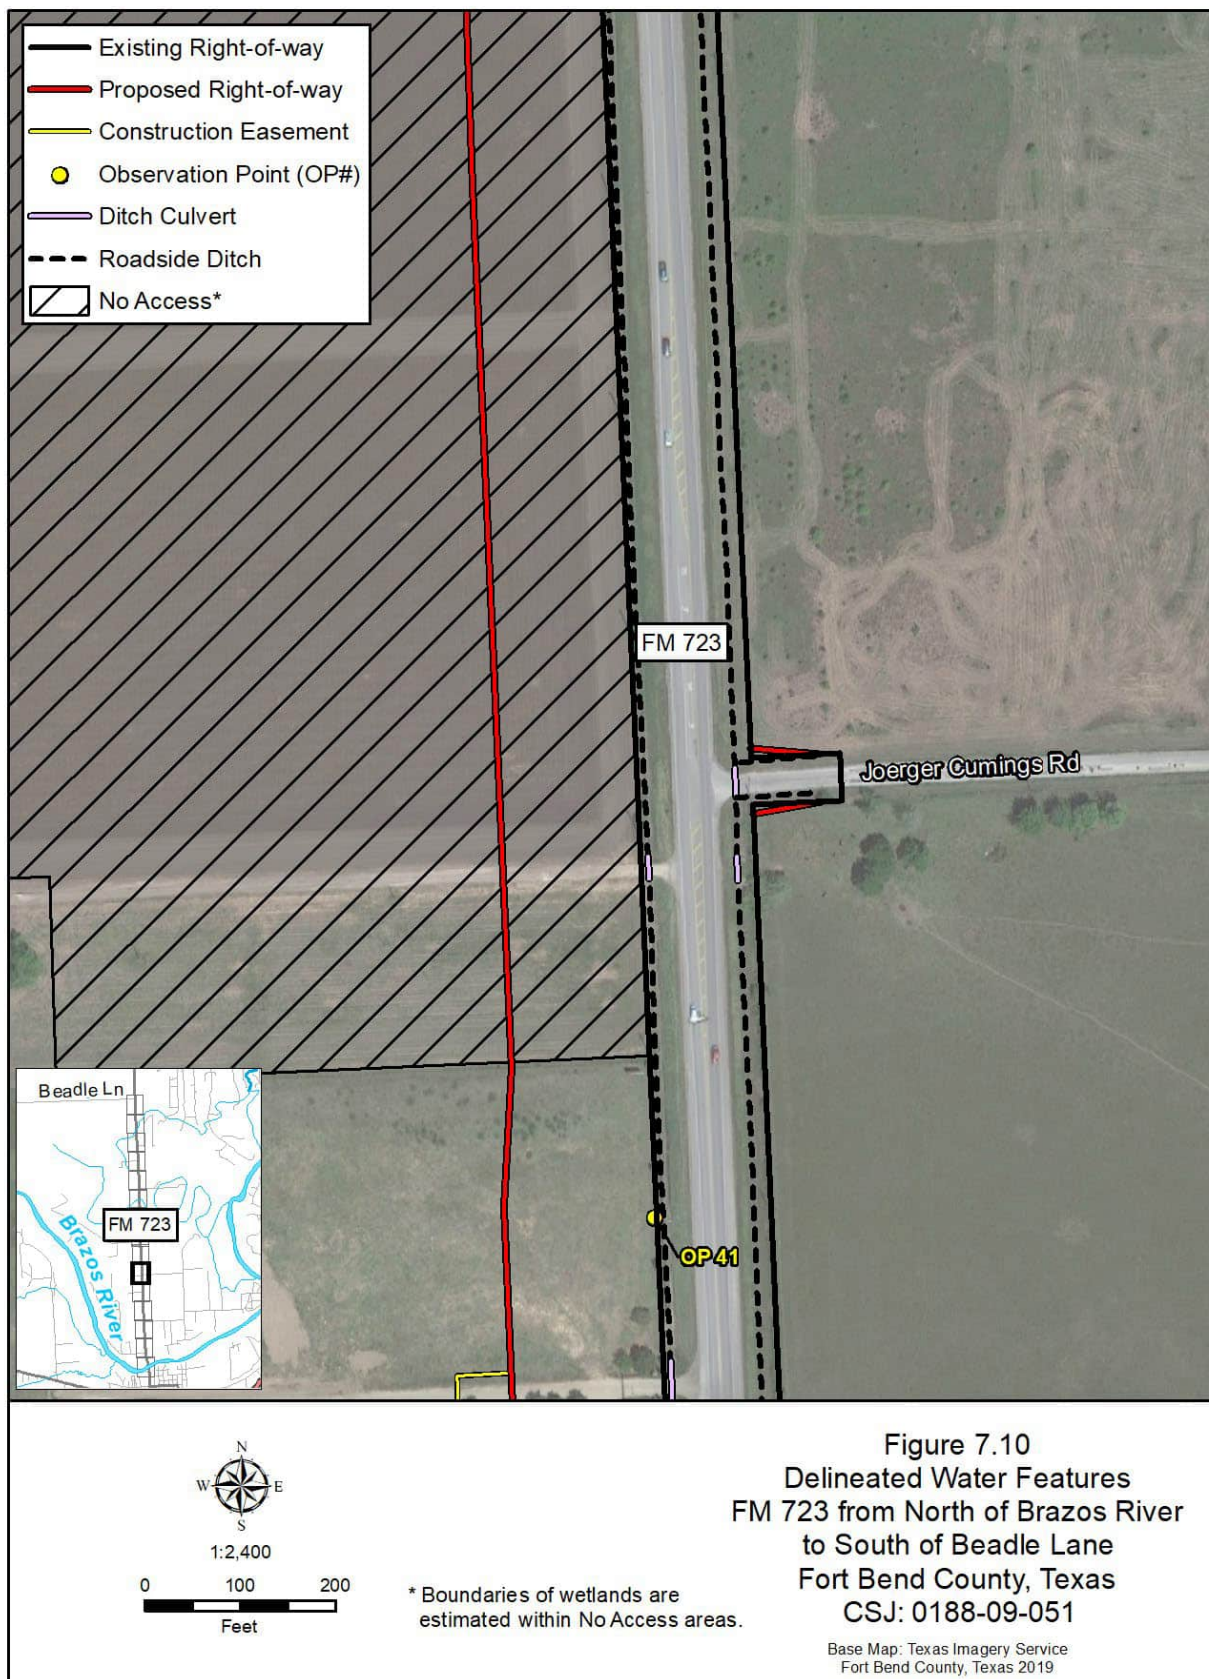 Existing Right-of-way
Proposed Right-of-way
Construction Easement
Observation Point (OP#)
Ditch Culvert
Roadside Ditch
No Access*
FM 723
Joerger Cumings Rd
OP 41
Beadle Ln
FM 723
Brazos River
N
W E
S
1:2,400
0 100 200
Feet
* Boundaries of wetlands are
estimated within No Access areas.
Figure 7.10
Delineated Water Features
FM 723 from North of Brazos River
to South of Beadle Lane
Fort Bend County, Texas
CSJ: 0188-09-051
Base Map: Texas Imagery Service
Fort Bend County, Texas 2019